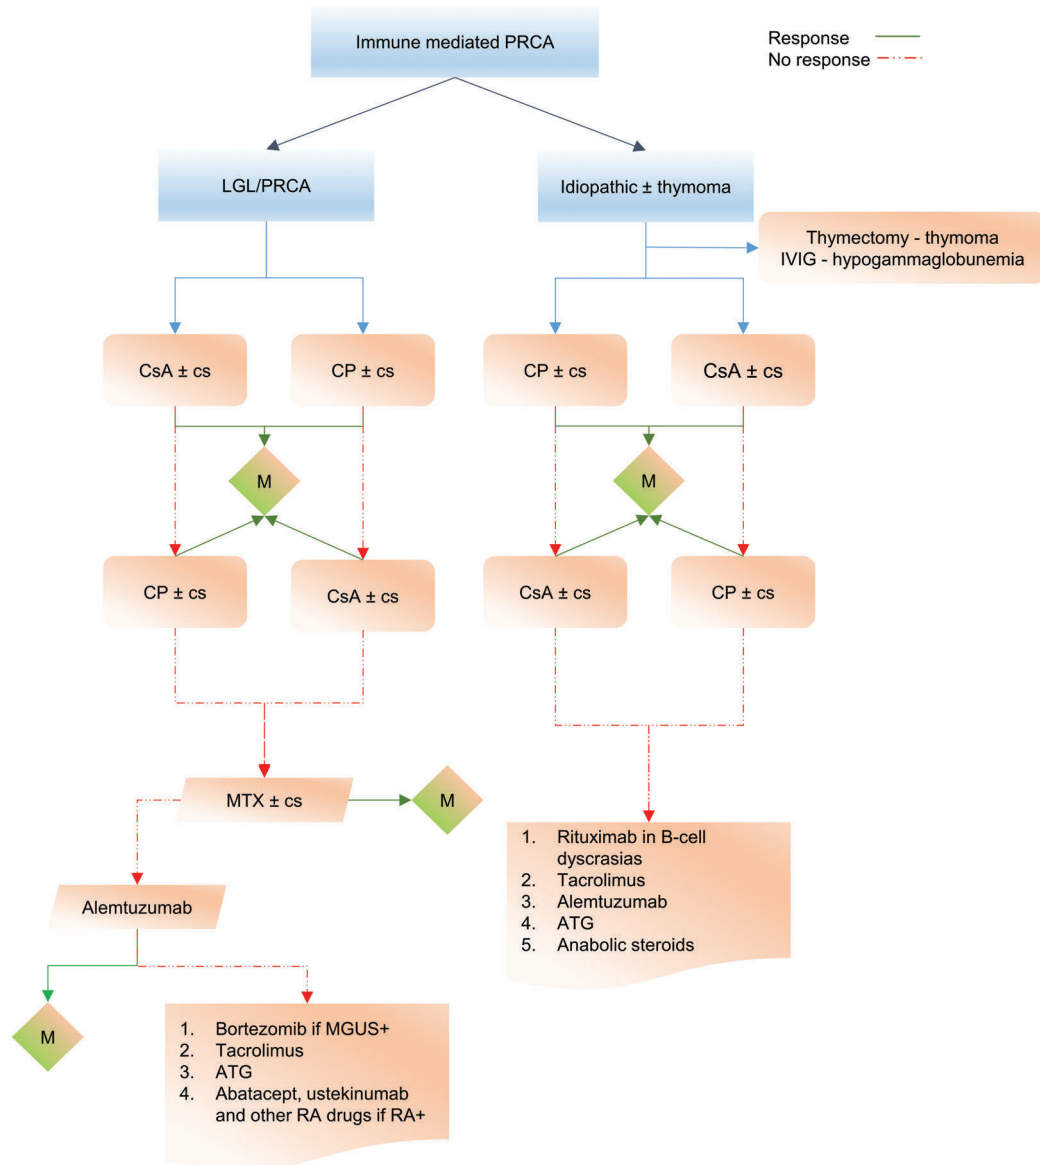 Immune mediated PRCA
Response
No response
LGL/PRCA
Idiopathic ± thymoma
Thymectomy - thymoma
IVIG - hypogammaglobunemia
CsA ± cs
CP ± cs
CP ± cs
CsA ± cs
M
M
CP ± cs
CsA ± cs
CsA ± cs
CP ± cs
MTX ± cs
M
1. Rituximab in B-cell
dyscrasias
2. Tacrolimus
3. Alemtuzumab
4. ATG
5. Anabolic steroids
Alemtuzumab
M
1. Bortezomib if MGUS+
2. Tacrolimus
3. ATG
4. Abatacept, ustekinumab
and other RA drugs if RA+